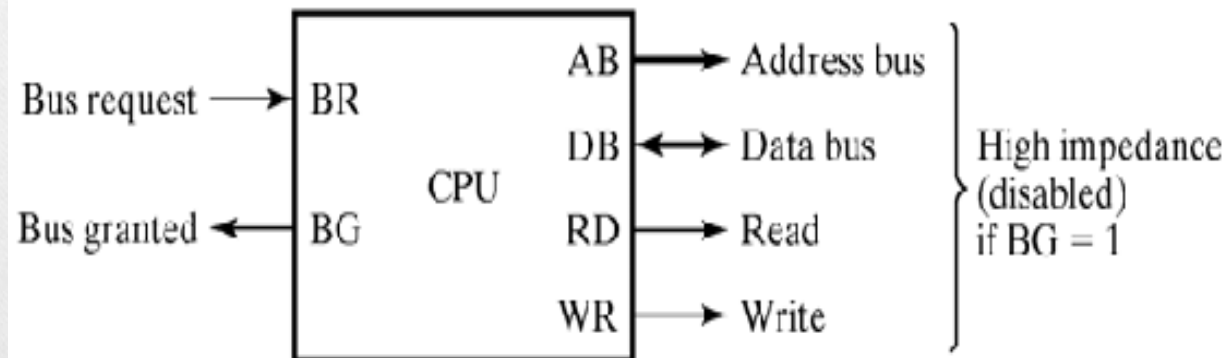 Bus request
BR
AB
Address bus
DB
Data bus
High impedance
(disabled)
if BG = 1
CPU
Bus granted
BG
RD
Read
WR
Write